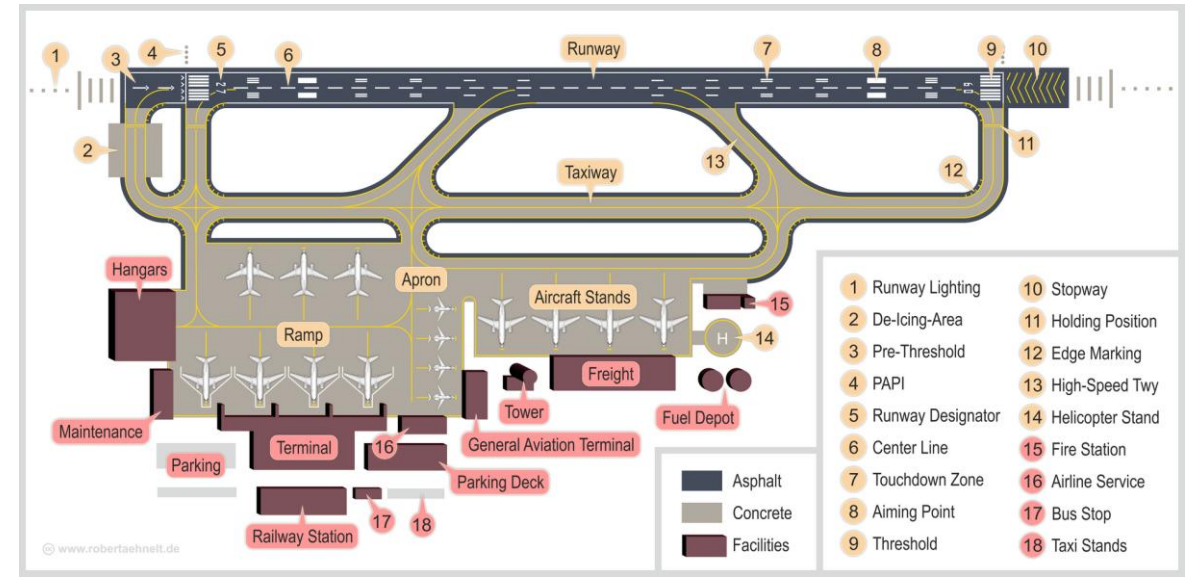 1
2
3
4
5
6
Runway
7
8
9
10
27
09
11
12
13
Taxiway
Hangars
Apron
Aircraft Stands
Ramp
15
14
H
Freight
Tower
Fuel Depot
Maintenance
Terminal
16
General Aviation Terminal
Parking
Parking Deck
Railway Station
17
18
www.robertaehnelt.de
Asphalt
Concrete
Facilities
1 Runway Lighting
2 De-Icing-Area
3 Pre-Threshold
4 PAPI
5 Runway Designator
6 Center Line
7 Touchdown Zone
8 Aiming Point
9 Threshold
10 Stopway
11 Holding Position
12 Edge Marking
13 High-Speed Twy
14 Helicopter Stand
15 Fire Station
16 Airline Service
17 Bus Stop
18 Taxi Stands